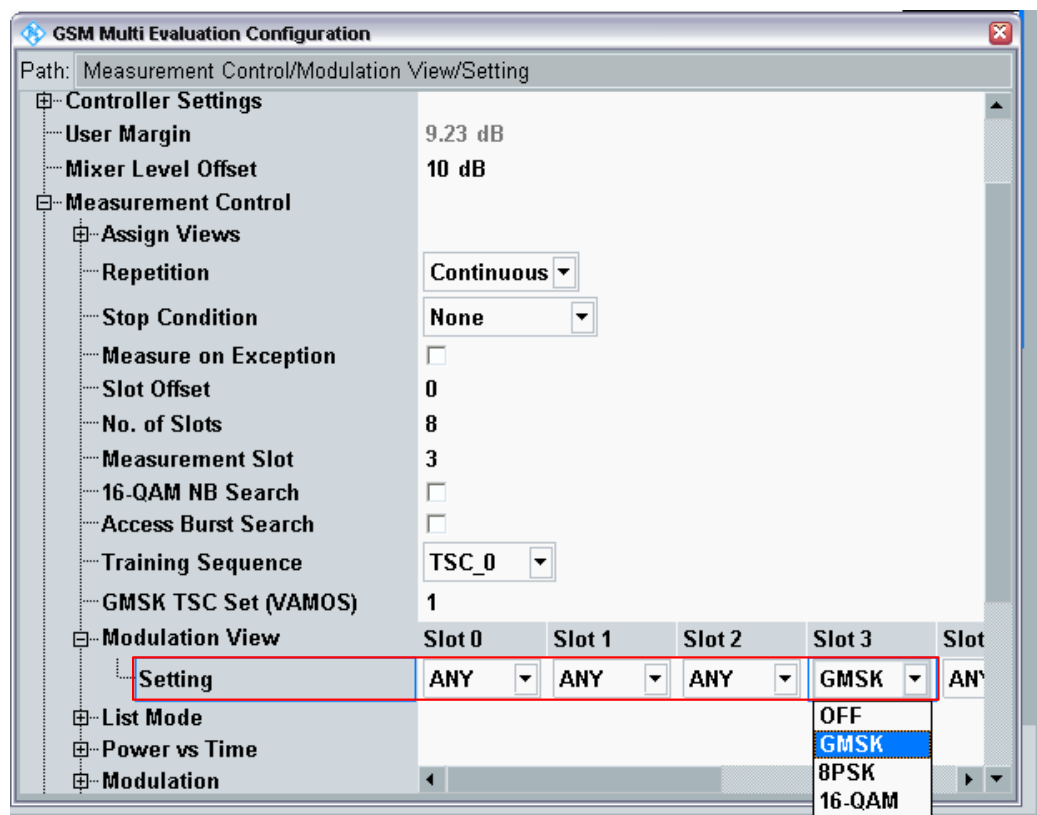 GSM Multi Evaluation Configuration
Path: Measurement Control/Modulation View/Setting
Controller Settings
User Margin 9.23 dB
Mixer Level Offset 10 dB
Measurement Control
Assign Views
Repetition Continuous
Stop Condition None
Measure on Exception
Slot Offset 0
No. of Slots 8
Measurement Slot 3
16-QAM NB Search
Access Burst Search
Training Sequence TSC_0
GMSK TSC Set (VAMOS) 1
Modulation View Slot 0 Slot 1 Slot 2 Slot 3 Slot
Setting ANY ANY ANY GMSK AN
List Mode OFF
Power vs Time GMSK
Modulation 8PSK
16-QAM